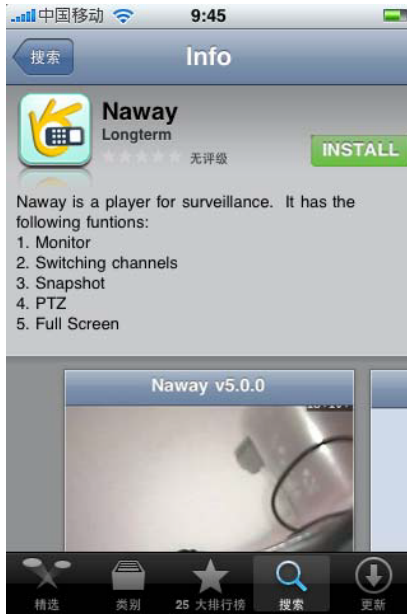 中国移动 9:45
搜索 Info
Naway
Longterm
无评级
INSTALL
Naway is a player for surveillance. It has the
following funtions:
1. Monitor
2. Switching channels
3. Snapshot
4. PTZ
5. Full Screen
Naway v5.0.0
精选 类别 25 大排行榜 搜索 更新